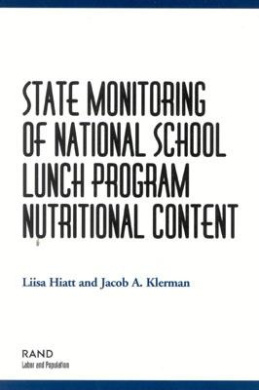 STATE MONITORING
OF NATIONAL SCHOOL
LUNCH PROGRAM
NUTRITIONAL CONTENT
Liisa Hiatt and Jacob A. Klerman
RAND
Labor and Population